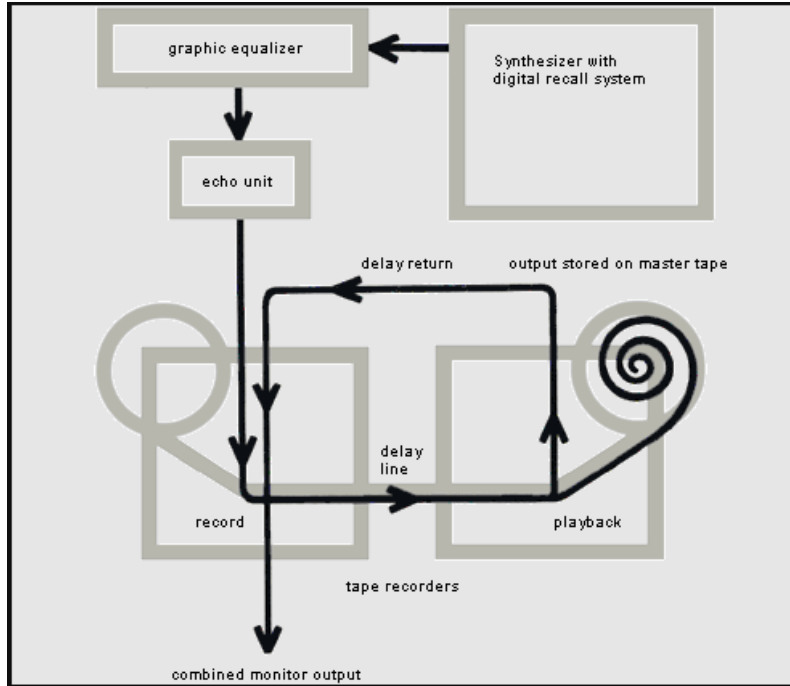 graphic equalizer
Synthesizer with
digital recall system
echo unit
delay return
output stored on master tape
delay
line
record
playback
tape recorders
combined monitor output